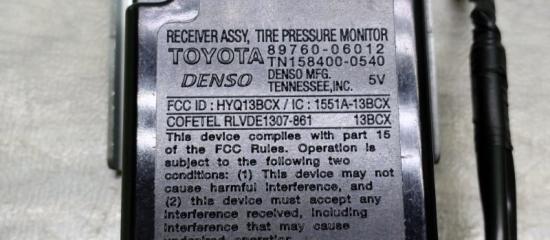 RECEIVER ASSY, TIRE PRESSURE MONITOR
TOYOTA 89760-06012
TN158400-0540
DENSO DENSO MFG. TENNESSEE,INC. 5V
FCC ID : HYQ13BCX / IC : 1551A-13BCX
COFETEL RLVDE1307-861 13BCX
This device complies with part 15
of the FCC Rules. Operation is
subject to the following two
conditions: (1) This device may not
cause harmful interference, and
(2) this device must accept any
interference received, including
interference that may cause
undesired operation.